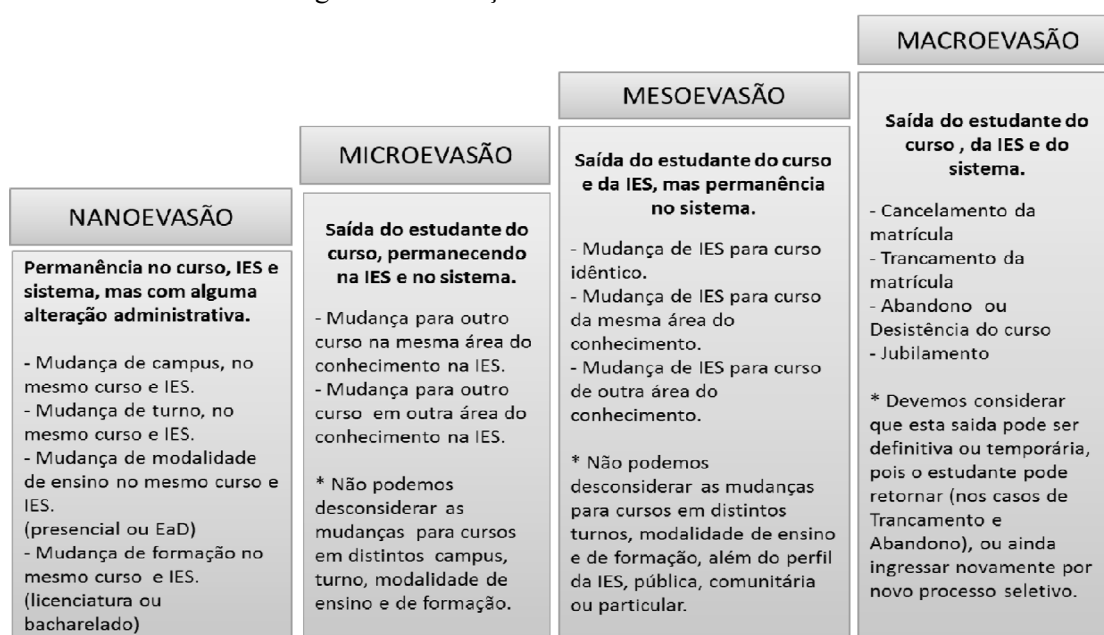 NANOEVASÃO
Permanência no curso, IES e
sistema, mas com alguma
alteração administrativa.
- Mudança de campus, no
mesmo curso e IES.
- Mudança de turno, no
mesmo curso e IES.
- Mudança de modalidade
de ensino no mesmo curso e
IES.
(presencial ou EaD)
- Mudança de formação no
mesmo curso e IES.
(licenciatura ou
bacharelado)
MICROEVASÃO
Saída do estudante do
curso, permanecendo
na IES e no sistema.
- Mudança para outro
curso na mesma área do
conhecimento na IES.
- Mudança para outro
curso em outra área do
conhecimento na IES.
* Não podemos
desconsiderar as
mudanças para cursos
em distintos campus,
turno, modalidade de
ensino e de formação.
MESOEVASÃO
Saída do estudante do curso
e da IES, mas permanência
no sistema.
- Mudança de IES para curso
idêntico.
- Mudança de IES para curso
da mesma área do
conhecimento.
- Mudança de IES para curso
de outra área do
conhecimento.
* Não podemos
desconsiderar as mudanças
para cursos em distintos
turnos, modalidade de ensino
e de formação, além do perfil
da IES, pública, comunitária
ou particular.
MACROEVASÃO
Saída do estudante do
curso , da IES e do
sistema.
- Cancelamento da
matrícula
- Trancamento da
matrícula
- Abandono ou
Desistência do curso
- Jubilamento
* Devemos considerar
que esta saida pode ser
definitiva ou temporária,
pois o estudante pode
retornar (nos casos de
Trancamento e
Abandono), ou ainda
ingressar novamente por
novo processo seletivo.